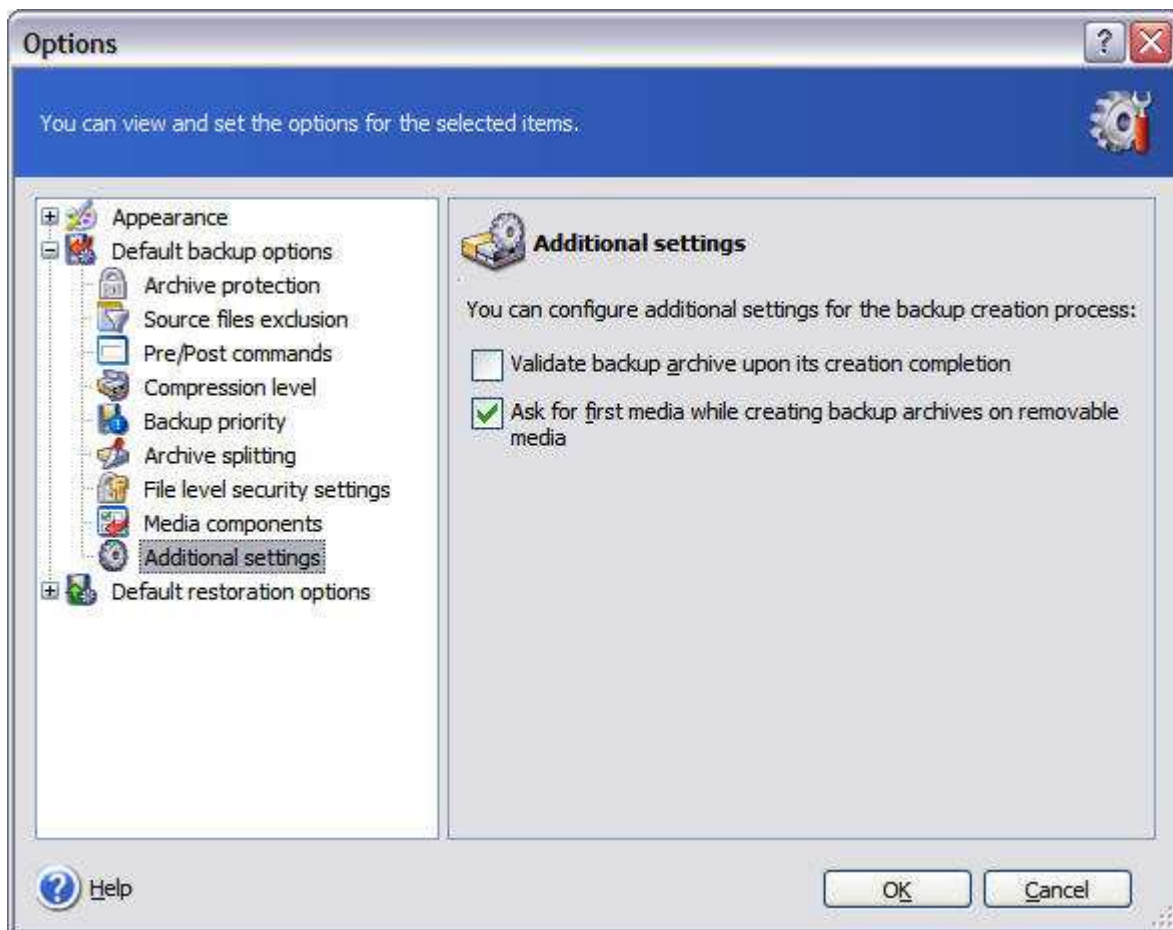 Options
You can view and set the options for the selected items.
Appearance
Default backup options
Archive protection
Source files exclusion
Pre/Post commands
Compression level
Backup priority
Archive splitting
File level security settings
Media components
Additional settings
Default restoration options
Additional settings
You can configure additional settings for the backup creation process:
Validate backup archive upon its creation completion
Ask for first media while creating backup archives on removable
media
Help
OK
Cancel